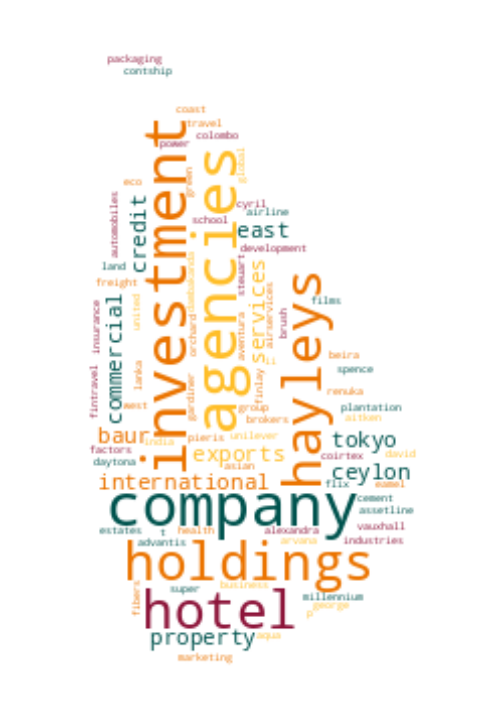 packaging
contship
coast
travel
colombo
power
investment
agencies
global
green
eco
automobiles
credit
school
cyril
airline
east
development
land
steuart
services
airservices
freight
united
insurance
commercial
orchard
aventura
hayleys
films
brush
beira
spence
lanka
fintravel
west
gardiner
finlay
renuka
group
plantation
brokers
aitken
baur
india
pieris
unilever
tokyo
factors
exports
coirtex
david
daytona
asian
ceylon
international
flix
eamel
company
cement
assetline
estates
t
health
alexandra
vauxhall
advantis
arvana
industries
holdings
fibers
super
business
millennium
hotel
george
p
property
aqua
marketing